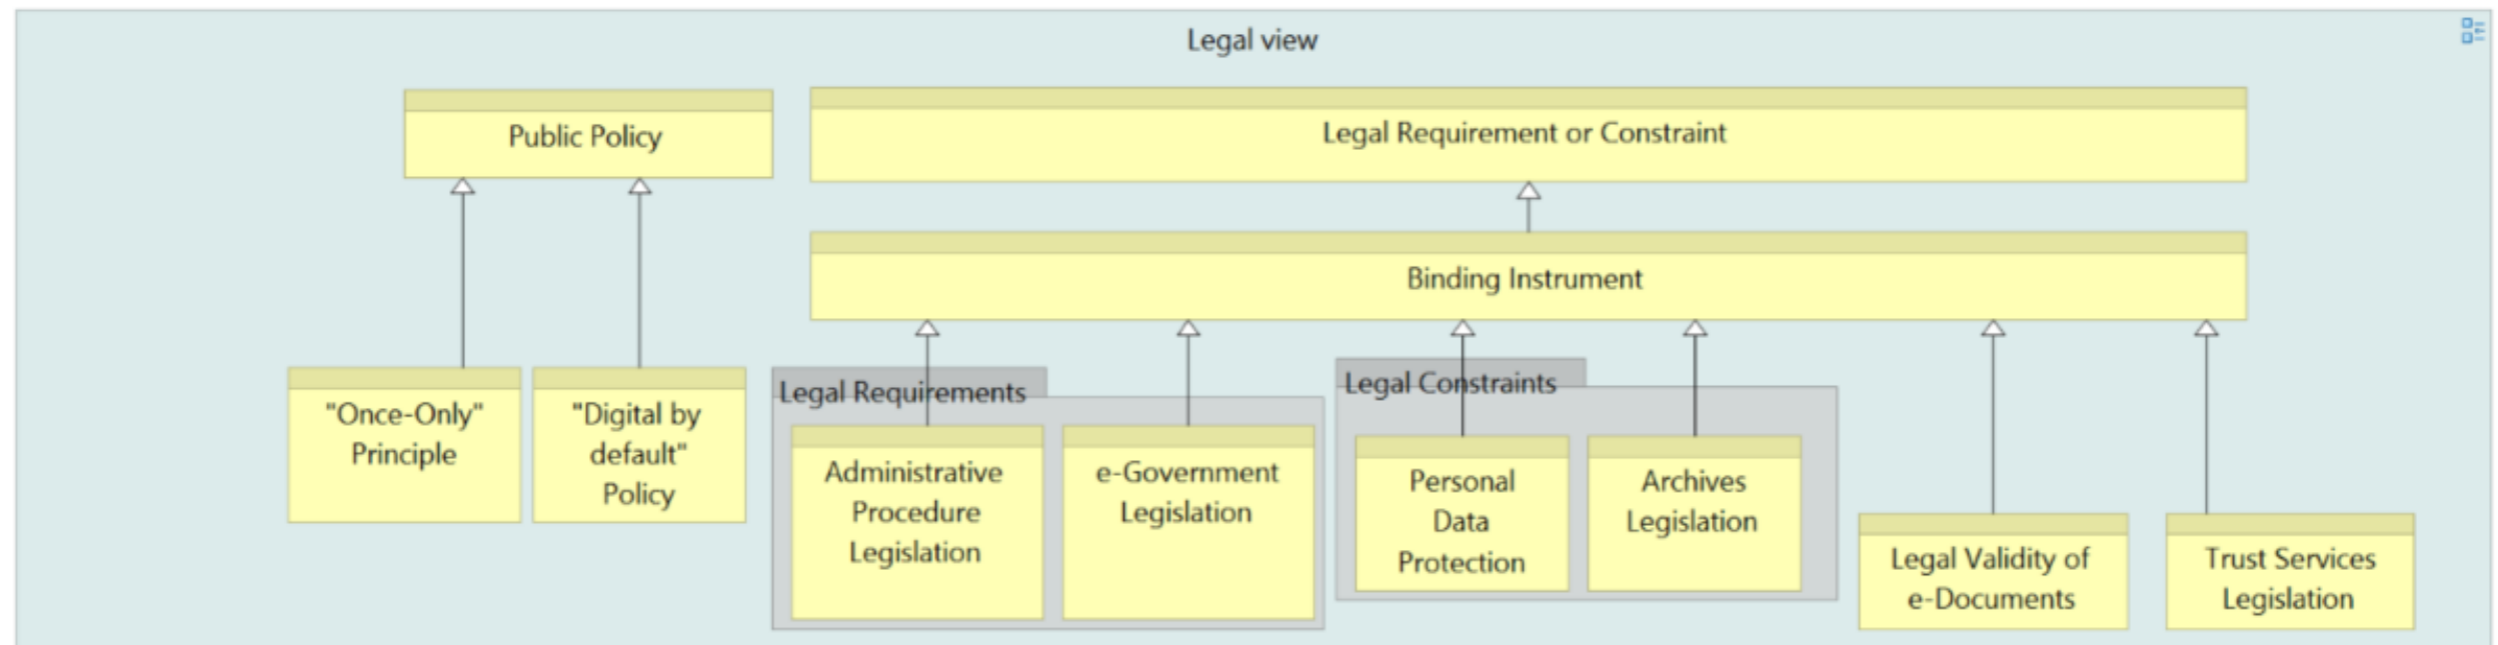 Legal view
Public Policy
Legal Requirement or Constraint
Binding Instrument
"Once-Only"
Principle
"Digital by
default"
Policy
Legal Requirements
Administrative
Procedure
Legislation
e-Government
Legislation
Legal Constraints
Personal
Data
Protection
Archives
Legislation
Legal Validity of
e-Documents
Trust Services
Legislation